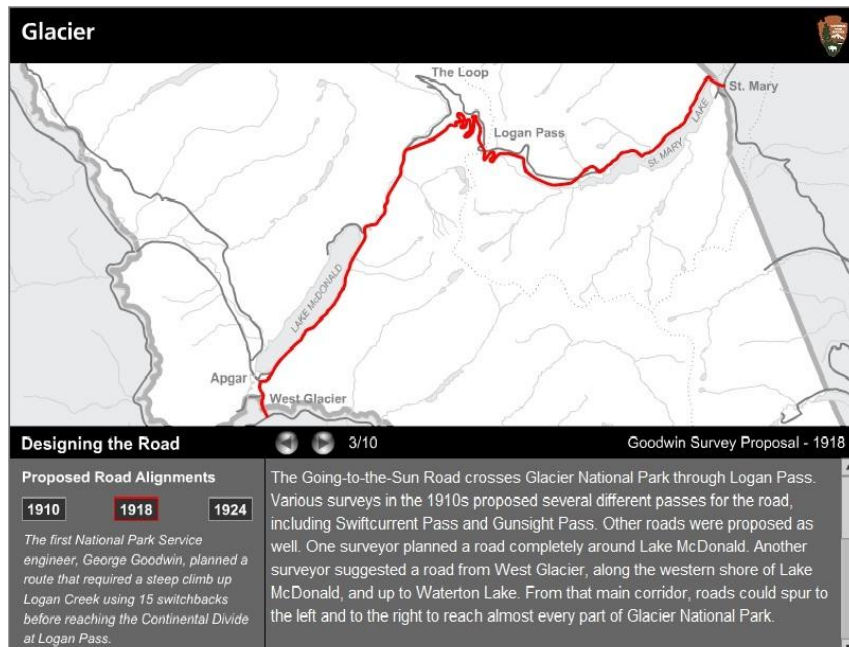 Glacier
The Loop
St. Mary
Logan Pass
St. MARY LAKE
LAKE McDONALD
Apgar
West Glacier
Designing the Road
3/10
Goodwin Survey Proposal - 1918
Proposed Road Alignments
1910
1918
1924
The first National Park Service
engineer, George Goodwin, planned a
route that required a steep climb up
Logan Creek using 15 switchbacks
before reaching the Continental Divide
at Logan Pass.
The Going-to-the-Sun Road crosses Glacier National Park through Logan Pass.
Various surveys in the 1910s proposed several different passes for the road,
including Swiftcurrent Pass and Gunsight Pass. Other roads were proposed as
well. One surveyor planned a road completely around Lake McDonald. Another
surveyor suggested a road from West Glacier, along the western shore of Lake
McDonald, and up to Waterton Lake. From that main corridor, roads could spur to
the left and to the right to reach almost every part of Glacier National Park.